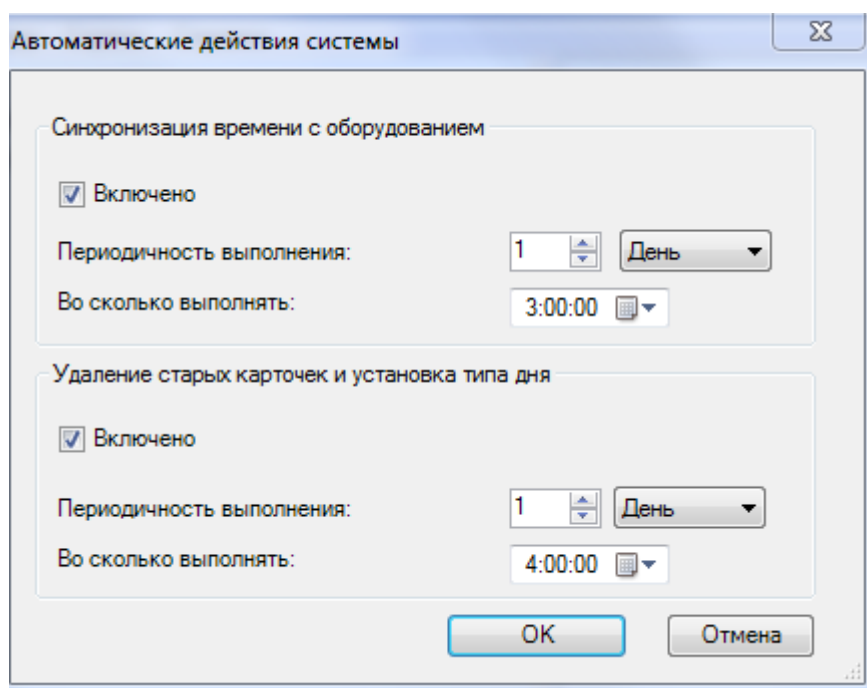 Автоматические действия системы
Синхронизация времени с оборудованием
Включено
Периодичность выполнения: 1 День
Во сколько выполнять: 3:00:00
Удаление старых карточек и установка типа дня
Включено
Периодичность выполнения: 1 День
Во сколько выполнять: 4:00:00
OK Отмена